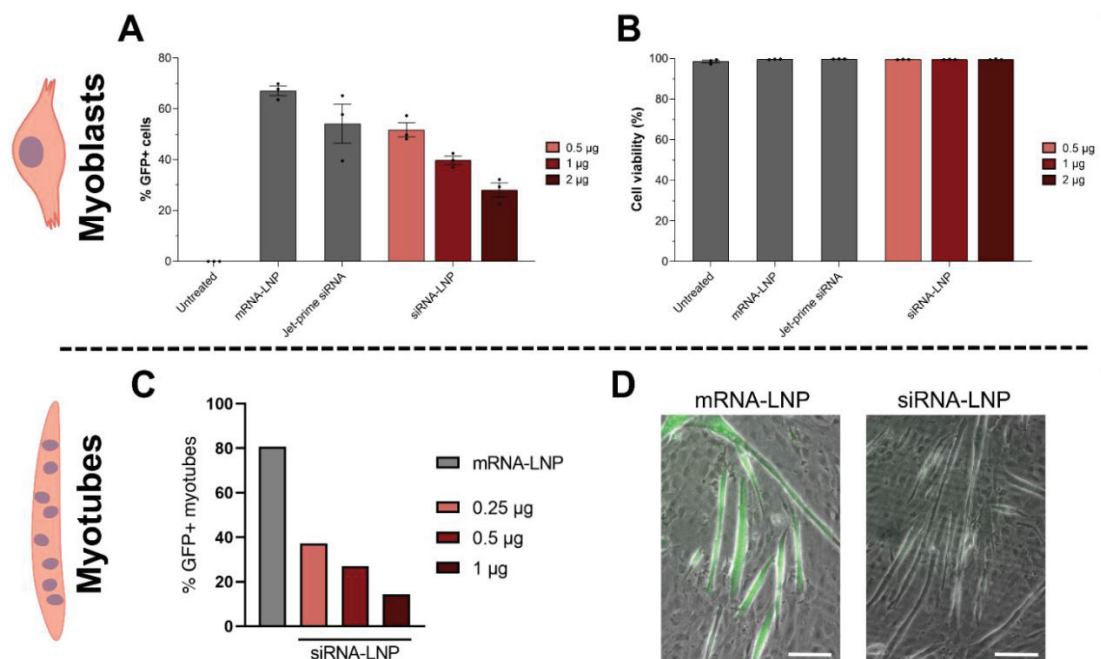 A
80
60
40
20
0
% GFP+ cells
Untreated
mRNA-LNP
Jet-prime siRNA
siRNA-LNP
0.5 µg
1 µg
2 µg
B
100
80
60
40
20
0
Cell viability (%)
Untreated
mRNA-LNP
Jet-prime siRNA
siRNA-LNP
0.5 µg
1 µg
2 µg
Myoblasts
C
100
80
60
40
20
0
% GFP+ myotubes
siRNA-LNP
mRNA-LNP
0.25 µg
0.5 µg
1 µg
D
mRNA-LNP
siRNA-LNP
Myotubes